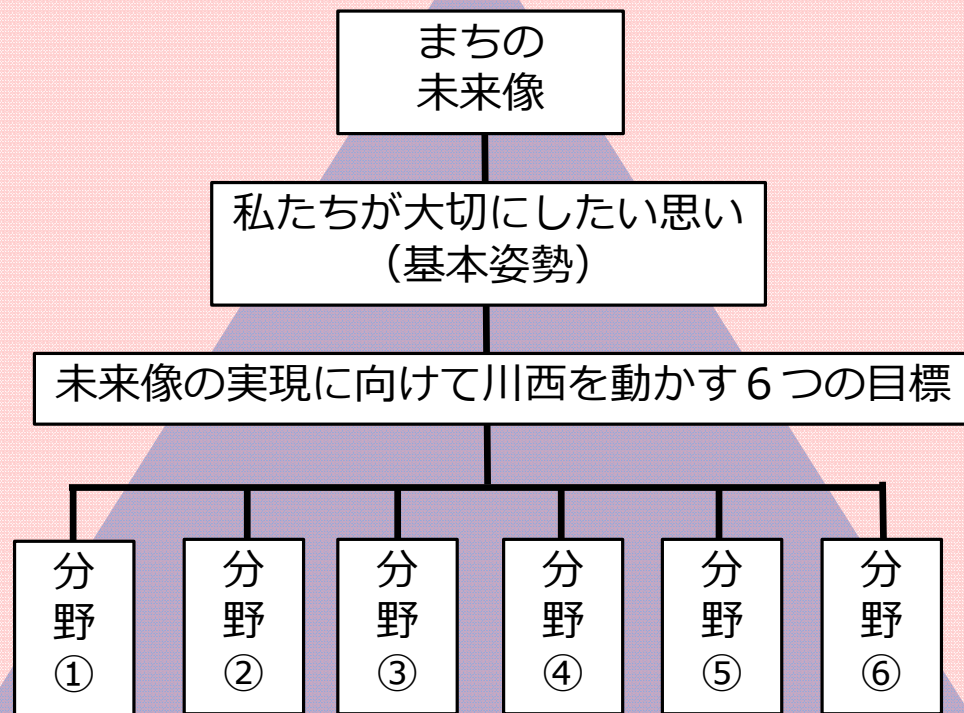 まちの
未来像
私たちが大切にしたい思い
（基本姿勢）
未来像の実現に向けて川西を動かす６つの目標
分野①
分野②
分野③
分野④
分野⑤
分野⑥